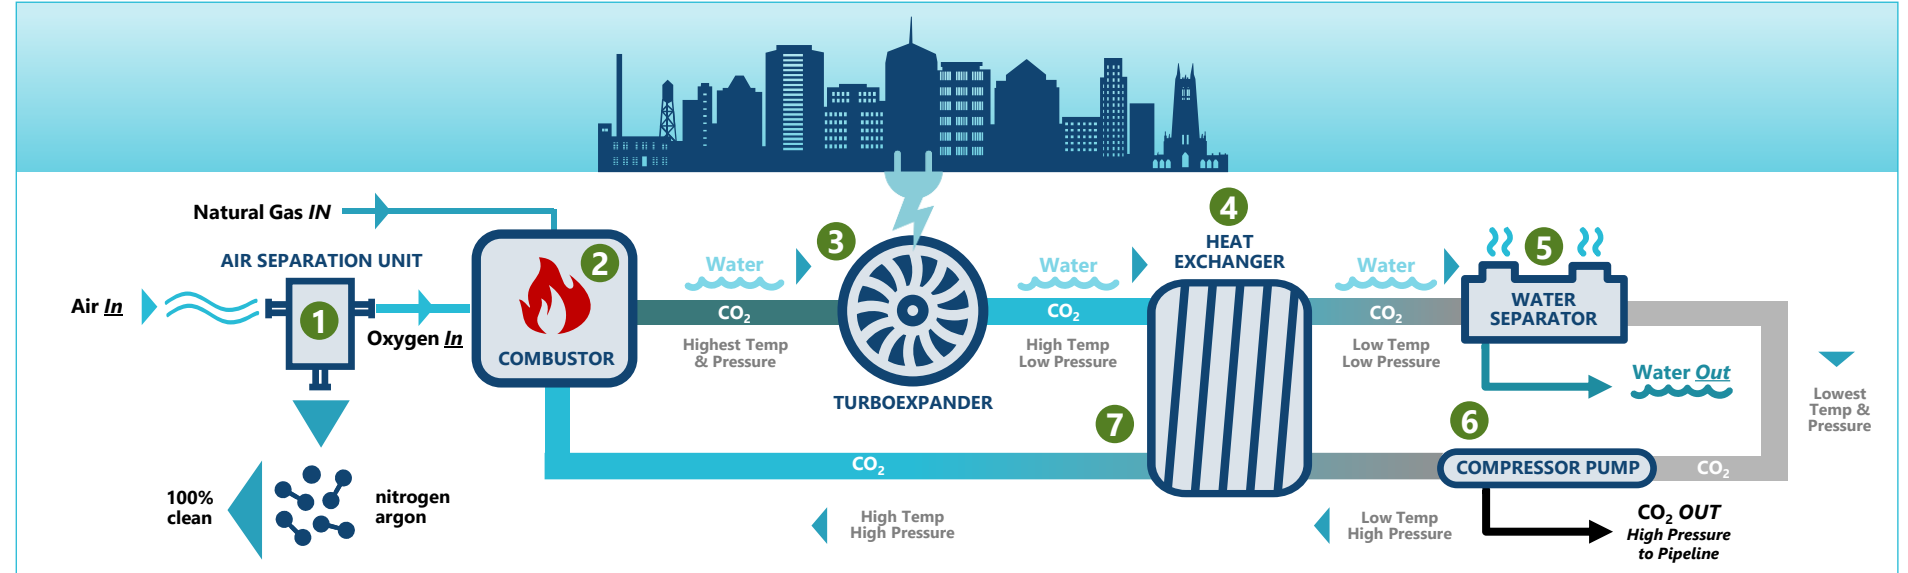 Natural Gas IN
AIR SEPARATION UNIT
Air In
1
Oxygen In
100%
clean
nitrogen
argon
2
COMBUSTOR
Water
CO₂
Highest Temp
& Pressure
3
TURBOEXPANDER
Water
CO₂
High Temp
Low Pressure
4
HEAT
EXCHANGER
Water
CO₂
Low Temp
Low Pressure
5
WATER
SEPARATOR
Water Out
Lowest
Temp &
Pressure
6
COMPRESSOR PUMP
CO₂
CO₂ OUT
High Pressure
to Pipeline
Low Temp
High Pressure
7
CO₂
High Temp
High Pressure